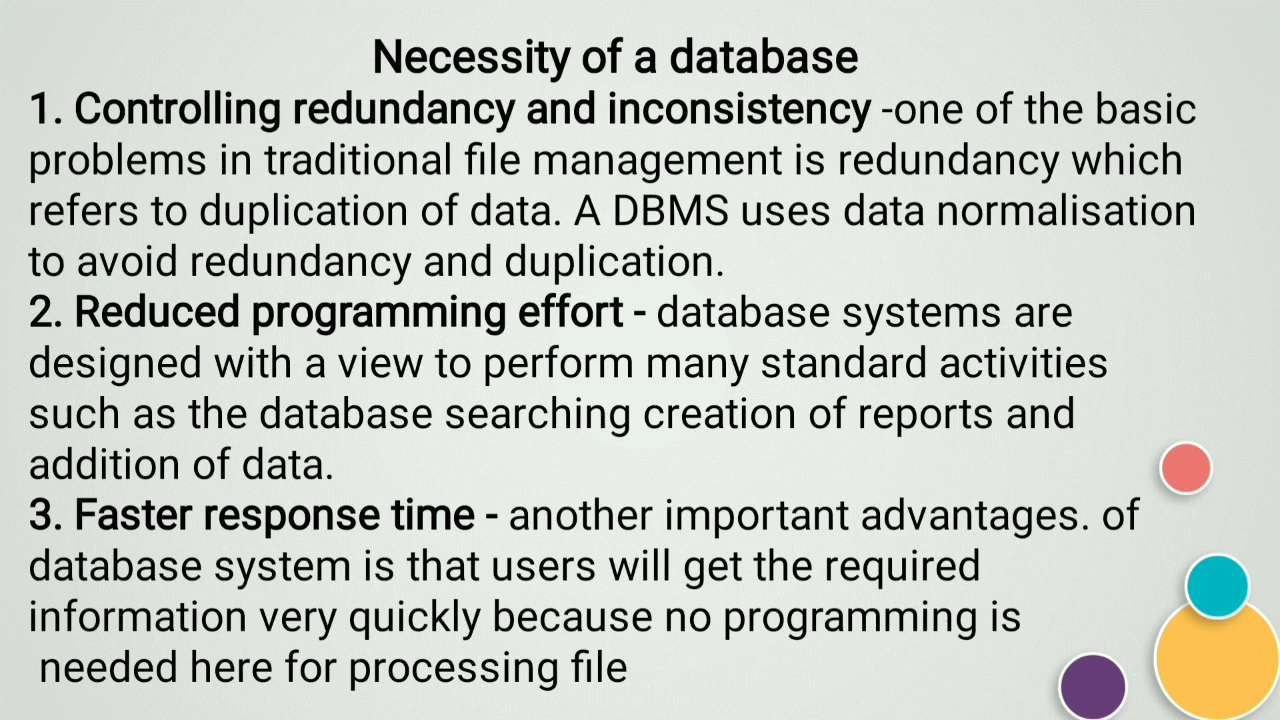 Necessity of a database
1. Controlling redundancy and inconsistency -one of the basic
problems in traditional file management is redundancy which
refers to duplication of data. A DBMS uses data normalisation
to avoid redundancy and duplication.
2. Reduced programming effort - database systems are
designed with a view to perform many standard activities
such as the database searching creation of reports and
addition of data.
3. Faster response time - another important advantages. of
database system is that users will get the required
information very quickly because no programming is
needed here for processing file